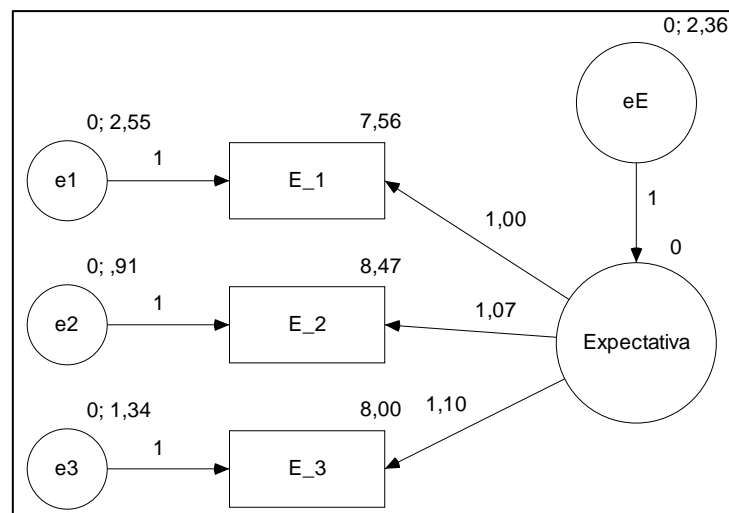 0; 2,36
eE
1
0
Expectativa
0; 2,55
e1
1
7,56
E_1
1,00
0; ,91
e2
1
8,47
E_2
1,07
0; 1,34
e3
1
8,00
E_3
1,10